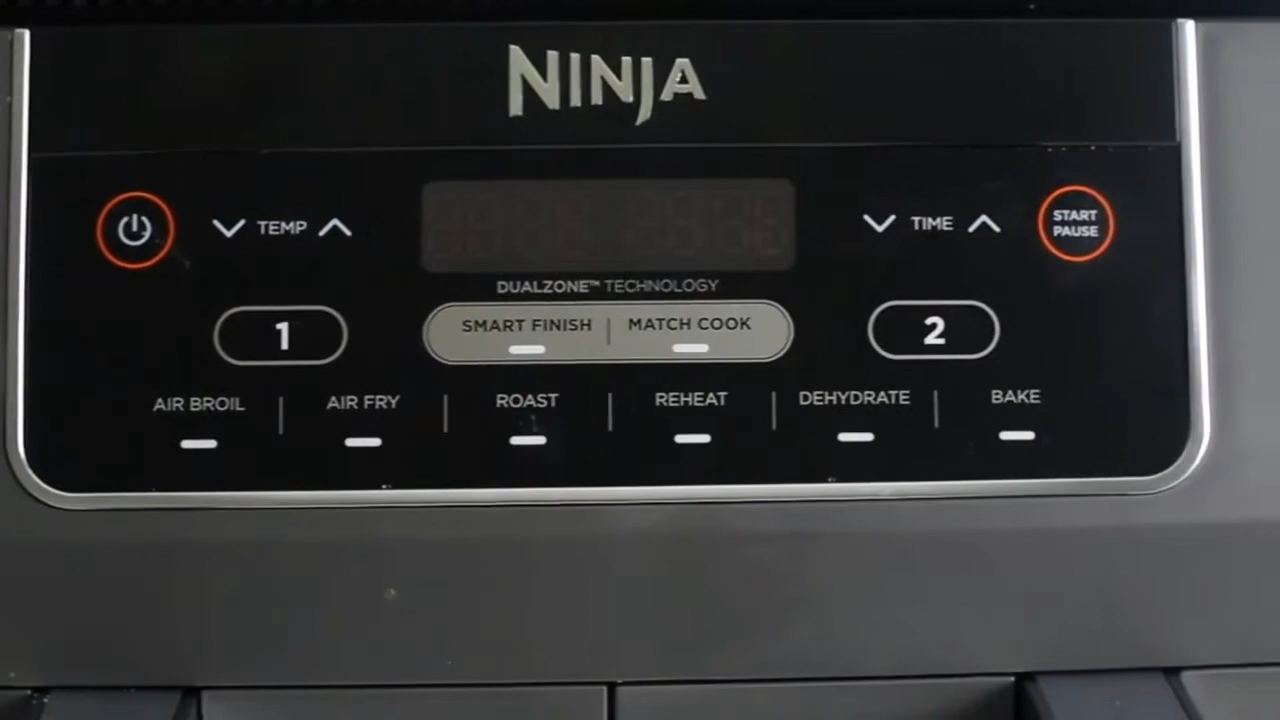 NINJA
TEMP
TIME
START
PAUSE
DUALZONE™ TECHNOLOGY
1
SMART FINISH
MATCH COOK
2
AIR BROIL
AIR FRY
ROAST
REHEAT
DEHYDRATE
BAKE